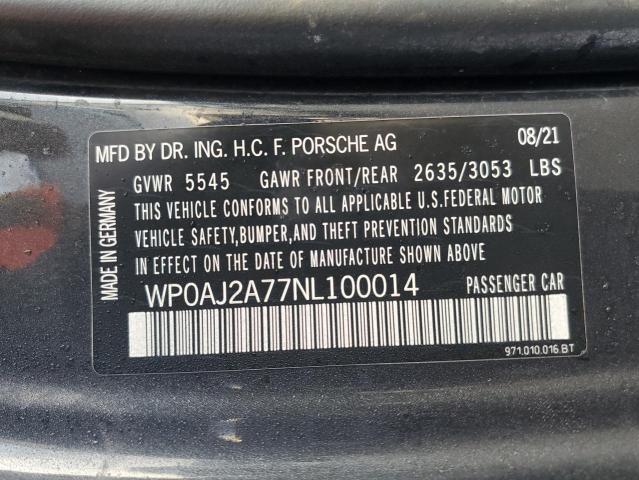 MFD BY DR. ING. H.C. F. PORSCHE AG 08/21
GVWR 5545 GAWR FRONT/REAR 2635/3053 LBS
THIS VEHICLE CONFORMS TO ALL APPLICABLE U.S.FEDERAL MOTOR
VEHICLE SAFETY,BUMPER,AND THEFT PREVENTION STANDARDS
IN EFFECT ON THE DATE OF MANUFACTURE SHOWN ABOVE
WP0AJ2A77NL100014 PASSENGER CAR
971.010.016.BT
MADE IN GERMANY